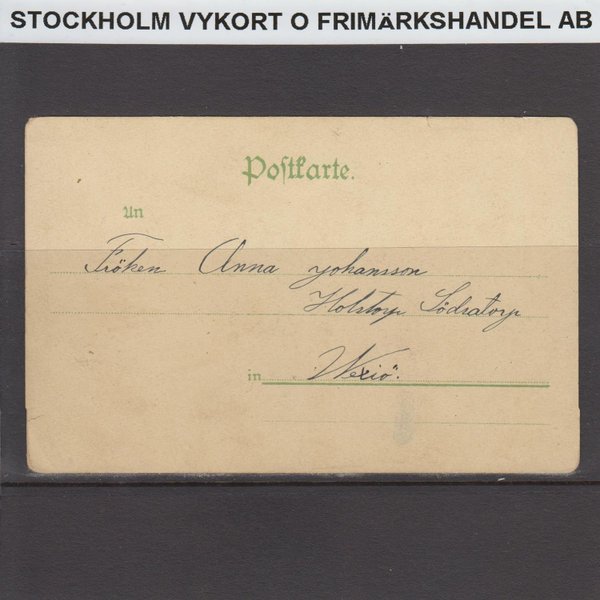 STOCKHOLM VYKORT O FRIMÄRKSHANDEL AB
Postkarte.
An
Fröken Anna Johansson
Holstorp Södratorp
in Wexiö.